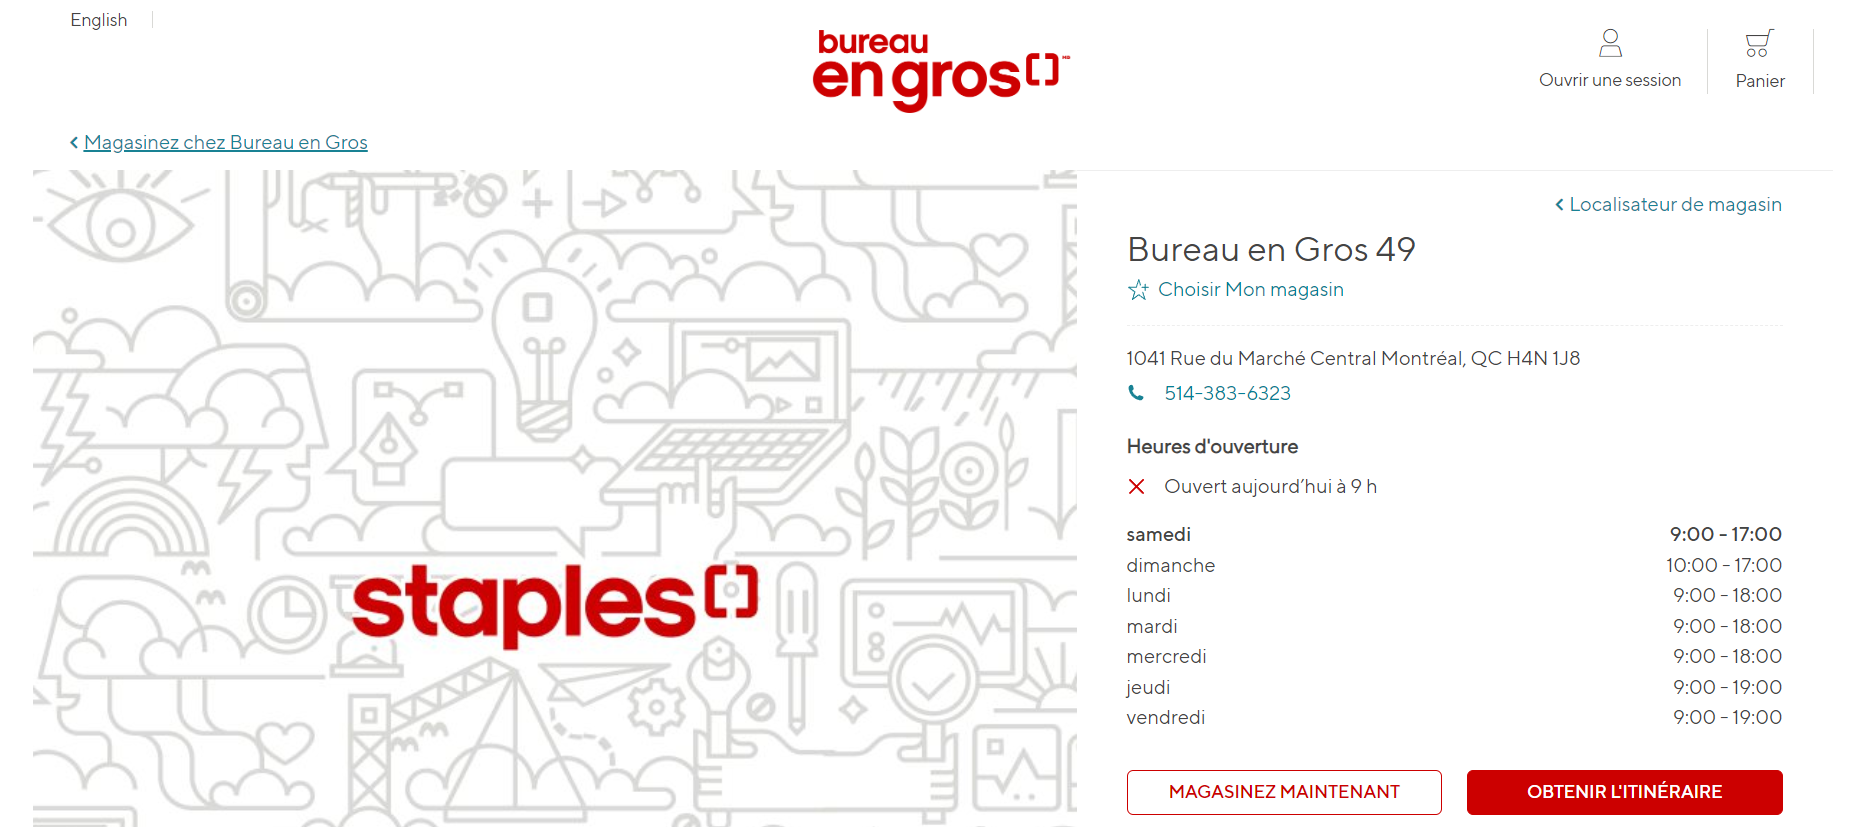 English
bureau
en gros
Ouvrir une session
Panier
Magasinez chez Bureau en Gros
Localisateur de magasin
Bureau en Gros 49
Choisir Mon magasin
1041 Rue du Marché Central Montréal, QC H4N 1J8
514-383-6323
Heures d'ouverture
Ouvert aujourd'hui à 9 h
samedi 9:00 - 17:00
dimanche 10:00 - 17:00
lundi 9:00 - 18:00
mardi 9:00 - 18:00
mercredi 9:00 - 18:00
jeudi 9:00 - 19:00
vendredi 9:00 - 19:00
staples
MAGASINEZ MAINTENANT
OBTENIR L'ITINÉRAIRE